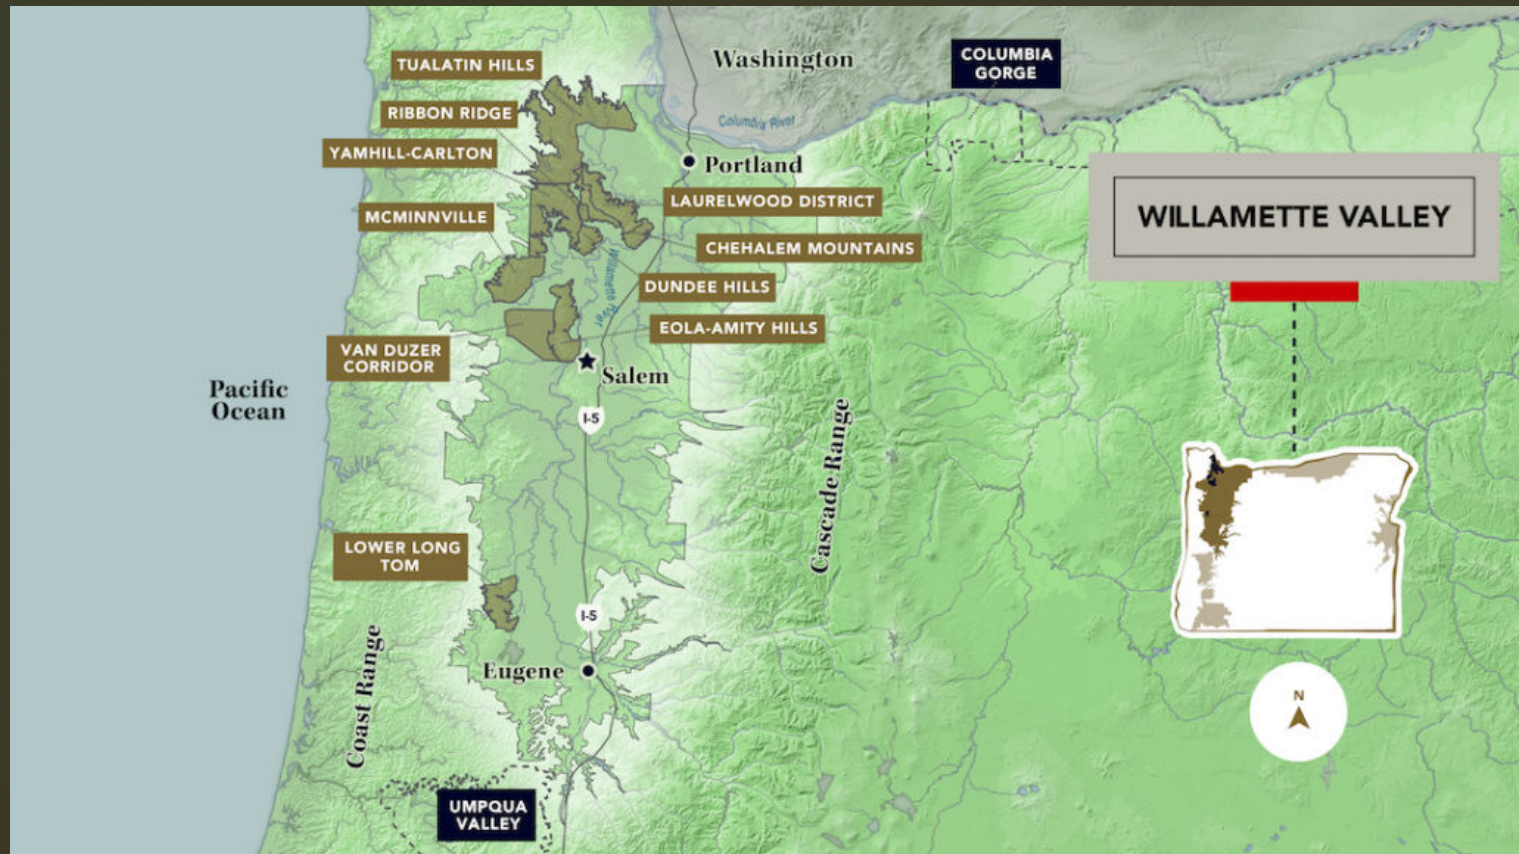 TUALATIN HILLS
RIBBON RIDGE
YAMHILL-CARLTON
MCMINNVILLE
Washington
COLUMBIA
GORGE
Columbia River
Portland
LAURELWOOD DISTRICT
CHEHALEM MOUNTAINS
DUNDEE HILLS
EOLA-AMITY HILLS
Willamette River
WILLAMETTE VALLEY
VAN DUZER
CORRIDOR
Salem
Pacific
Ocean
I-5
Cascade Range
LOWER LONG
TOM
I-5
Eugene
Coast Range
UMPQUA
VALLEY
N